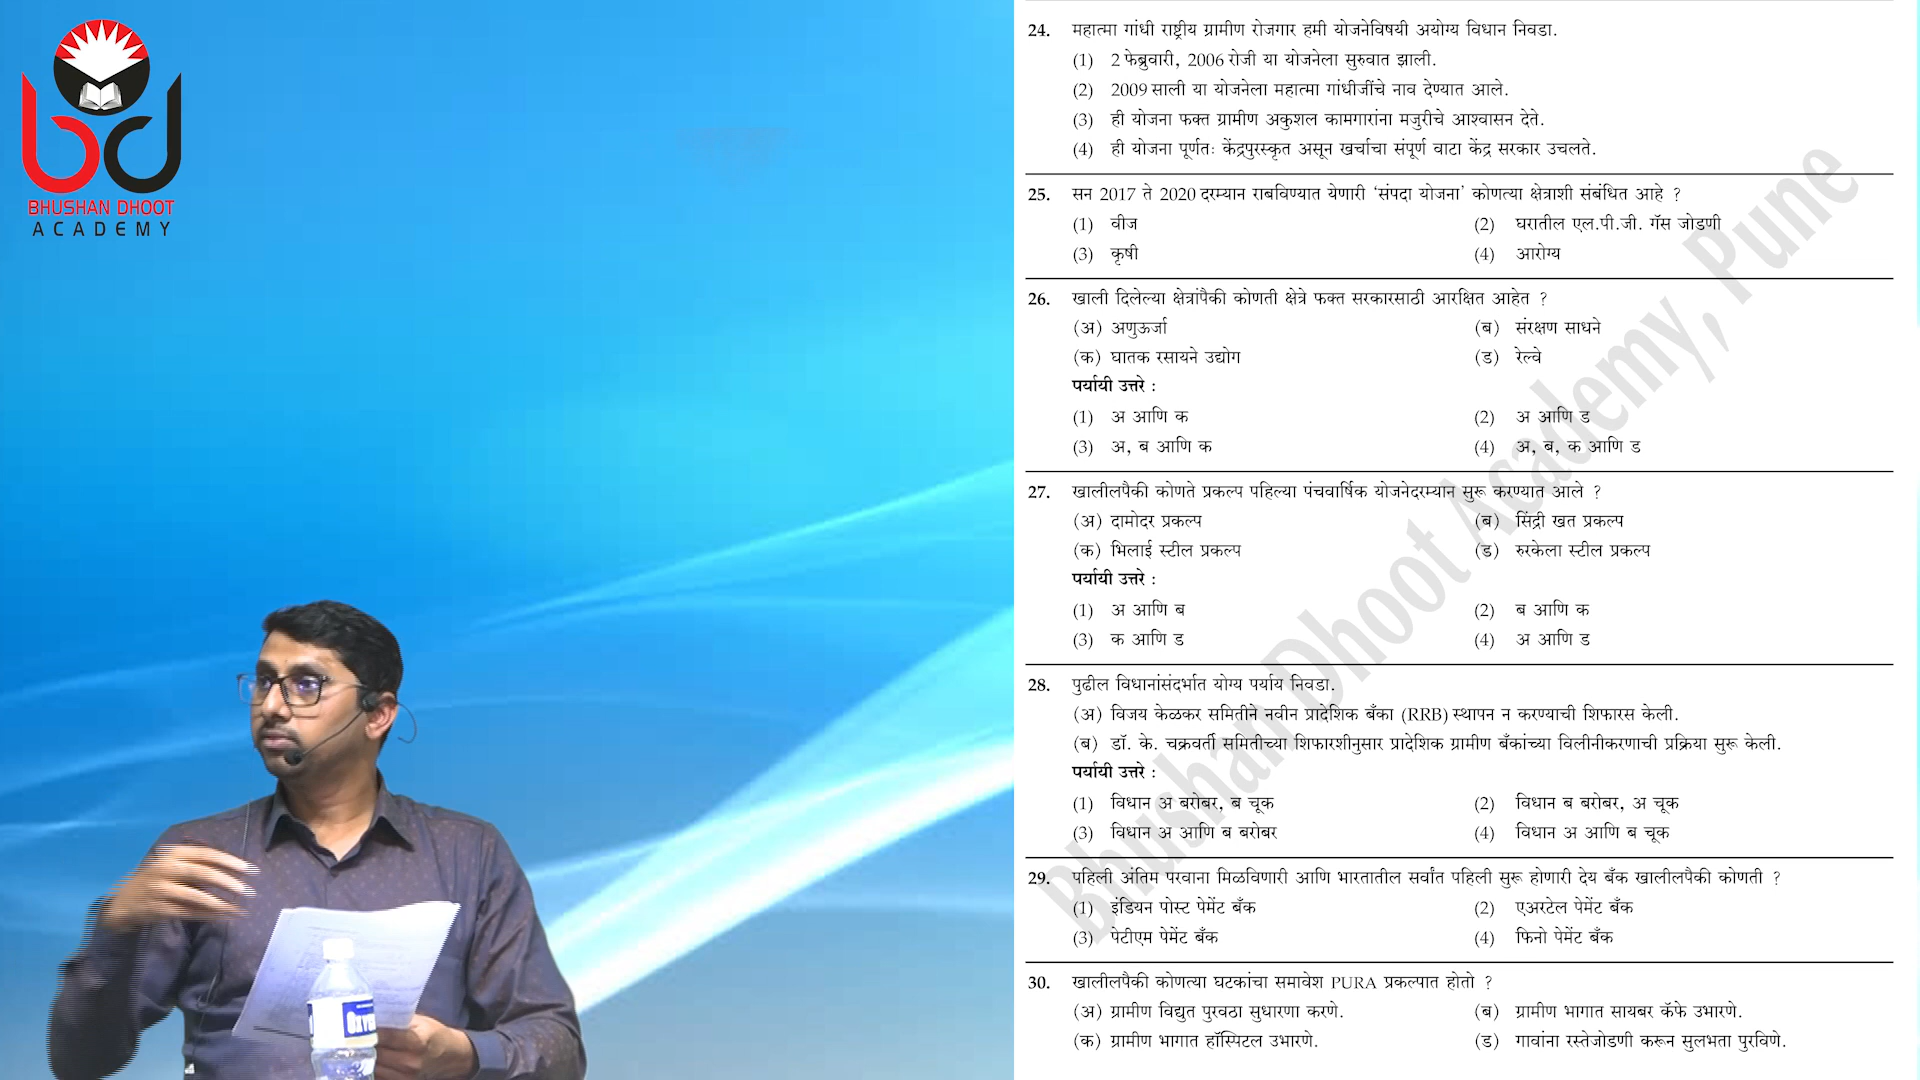 BHUSHAN DHOOT
ACADEMY
24. महात्मा गांधी राष्ट्रीय ग्रामीण रोजगार हमी योजनेविषयी अयोग्य विधान निवडा.
(1) 2 फेब्रुवारी, 2006 रोजी या योजनेला सुरुवात झाली.
(2) 2009 साली या योजनेला महात्मा गांधीजींचे नाव देण्यात आले.
(3) ही योजना फक्त ग्रामीण अकुशल कामगारांना मजुरीचे आश्वासन देते.
(4) ही योजना पूर्णतः केंद्रपुरस्कृत असून खर्चाचा संपूर्ण वाटा केंद्र सरकार उचलते.
25. सन 2017 ते 2020 दरम्यान राबविण्यात येणारी ‘संपदा योजना’ कोणत्या क्षेत्राशी संबंधित आहे ?
(1) वीज (2) घरातील एल.पी.जी. गॅस जोडणी
(3) कृषी (4) आरोग्य
26. खाली दिलेल्या क्षेत्रांपैकी कोणती क्षेत्रे फक्त सरकारसाठी आरक्षित आहेत ?
(अ) अणुऊर्जा (ब) संरक्षण साधने
(क) घातक रसायने उद्योग (ड) रेल्वे
पर्यायी उत्तरे :
(1) अ आणि क (2) अ आणि ड
(3) अ, ब आणि क (4) अ, ब, क आणि ड
27. खालीलपैकी कोणते प्रकल्प पहिल्या पंचवार्षिक योजनेदरम्यान सुरू करण्यात आले ?
(अ) दामोदर प्रकल्प (ब) सिंद्री खत प्रकल्प
(क) भिलाई स्टील प्रकल्प (ड) रुरकेला स्टील प्रकल्प
पर्यायी उत्तरे :
(1) अ आणि ब (2) ब आणि क
(3) क आणि ड (4) अ आणि ड
28. पुढील विधानांसंदर्भात योग्य पर्याय निवडा.
(अ) विजय केळकर समितीने नवीन प्रादेशिक बँका (RRB) स्थापन न करण्याची शिफारस केली.
(ब) डॉ. के. चक्रवर्ती समितीच्या शिफारशीनुसार प्रादेशिक ग्रामीण बँकांच्या विलीनीकरणाची प्रक्रिया सुरू केली.
पर्यायी उत्तरे :
(1) विधान अ बरोबर, ब चूक (2) विधान ब बरोबर, अ चूक
(3) विधान अ आणि ब बरोबर (4) विधान अ आणि ब चूक
29. पहिली अंतिम परवाना मिळविणारी आणि भारतातील सर्वांत पहिली सुरू होणारी देय बँक खालीलपैकी कोणती ?
(1) इंडियन पोस्ट पेमेंट बँक (2) एअरटेल पेमेंट बँक
(3) पेटीएम पेमेंट बँक (4) फिनो पेमेंट बँक
30. खालीलपैकी कोणत्या घटकांचा समावेश PURA प्रकल्पात होतो ?
(अ) ग्रामीण विद्युत पुरवठा सुधारणा करणे. (ब) ग्रामीण भागात सायबर कॅफे उभारणे.
(क) ग्रामीण भागात हॉस्पिटल उभारणे. (ड) गावांना रस्तेजोडणी करून सुलभता पुरविणे.
Bhushan Dhoot Academy, Pune